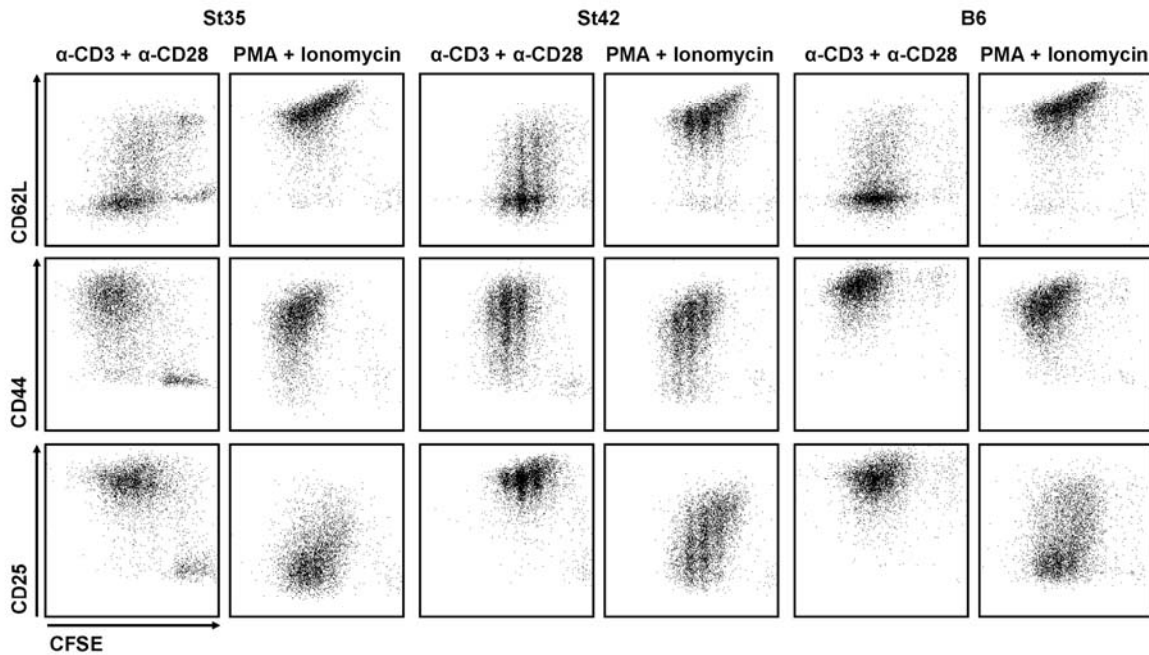 St35 St42 B6
α-CD3 + α-CD28 PMA + Ionomycin α-CD3 + α-CD28 PMA + Ionomycin α-CD3 + α-CD28 PMA + Ionomycin
CD62L
CD44
CD25
CFSE